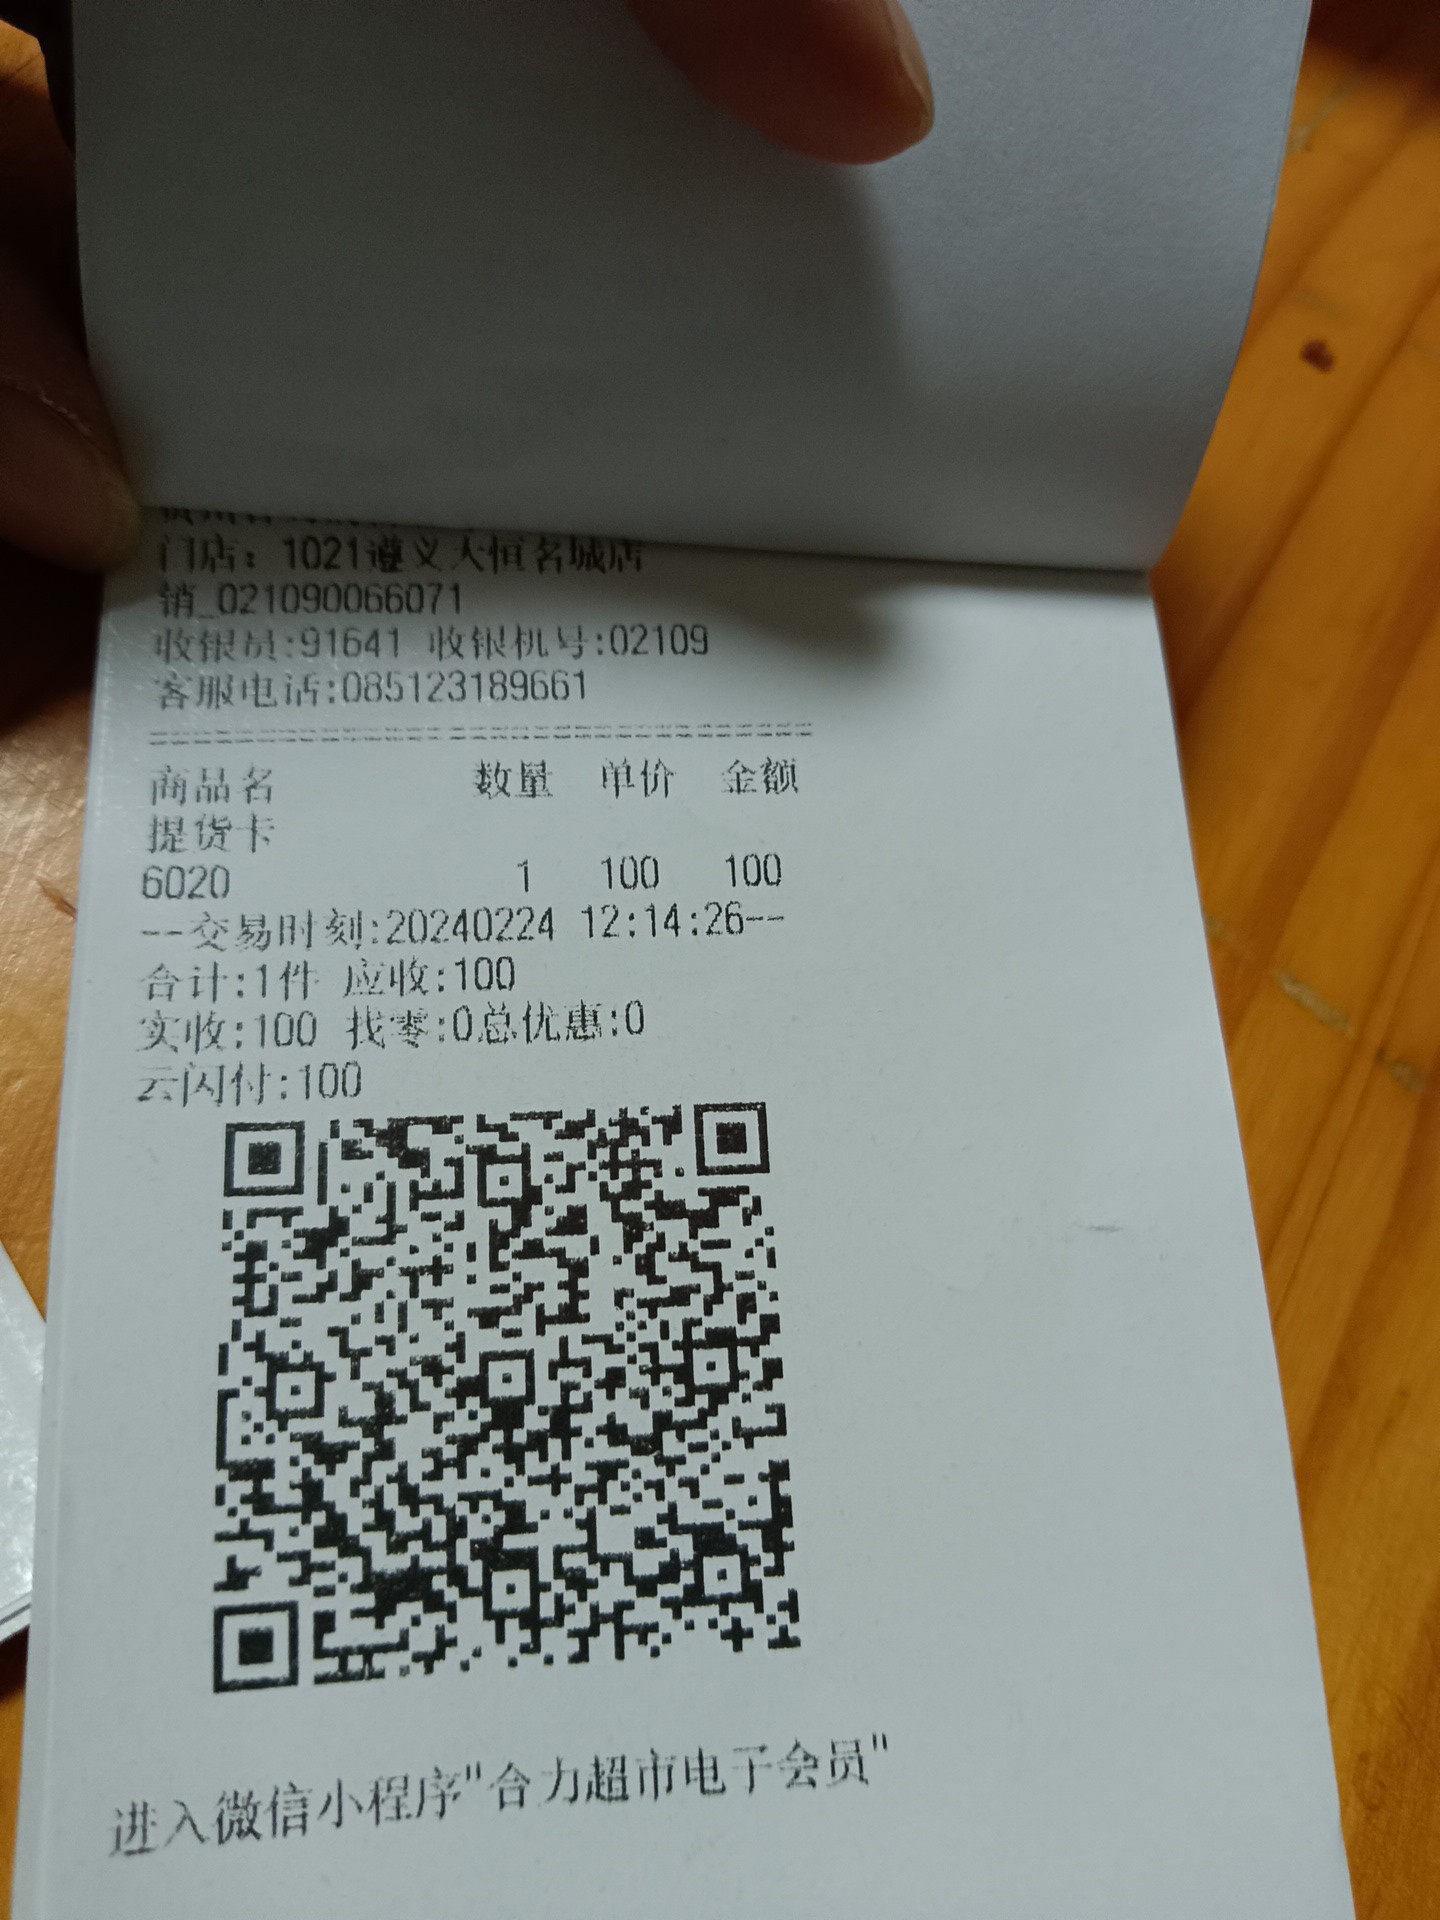 门店：1021遵义大恒名城店
销_021090066071
收银员:91641 收银机号:02109
客服电话:085123189661
商品名 数量 单价 金额
提货卡
6020 1 100 100
--交易时刻:20240224 12:14:26--
合计:1件 应收:100
实收:100 找零:0总优惠:0
云闪付:100
进入微信小程序"合力超市电子会员"